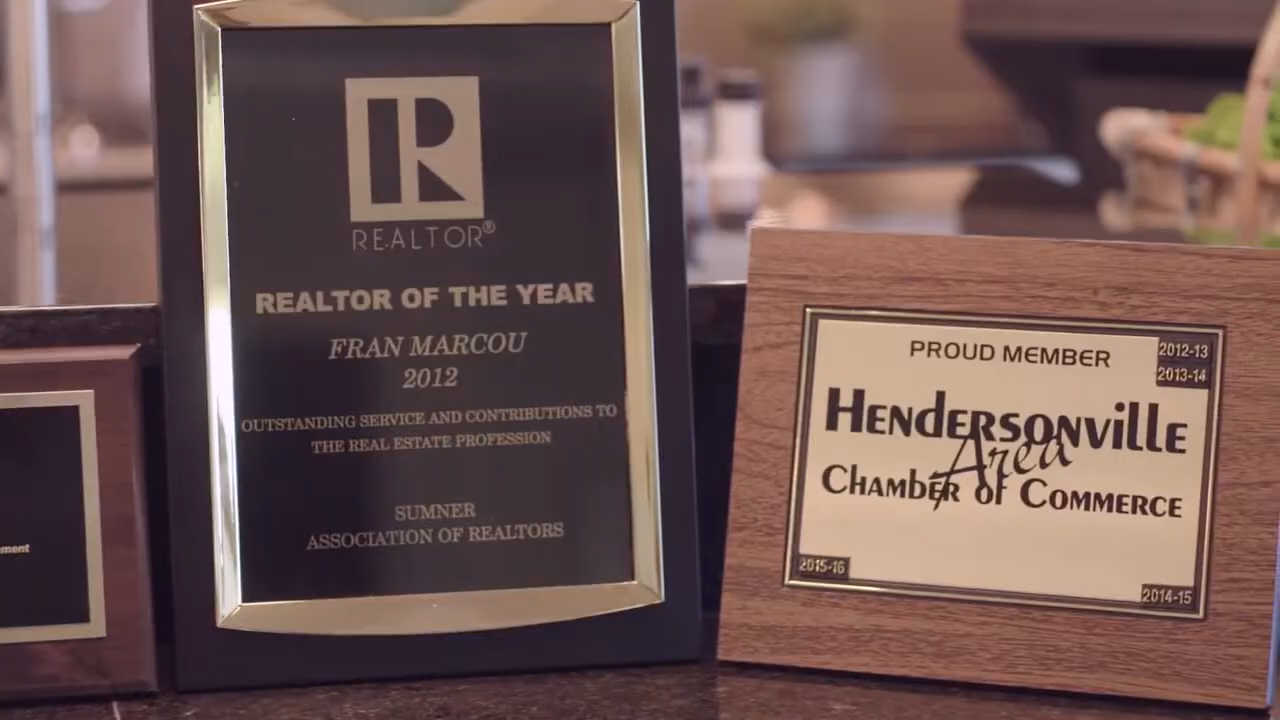 R
REALTOR®
REALTOR OF THE YEAR
FRAN MARCOU
2012
OUTSTANDING SERVICE AND CONTRIBUTIONS TO
THE REAL ESTATE PROFESSION
SUMNER
ASSOCIATION OF REALTORS
ment
PROUD MEMBER
2012-13
2013-14
HENDERSONVILLE
Area
CHAMBER OF COMMERCE
2015-16
2014-15